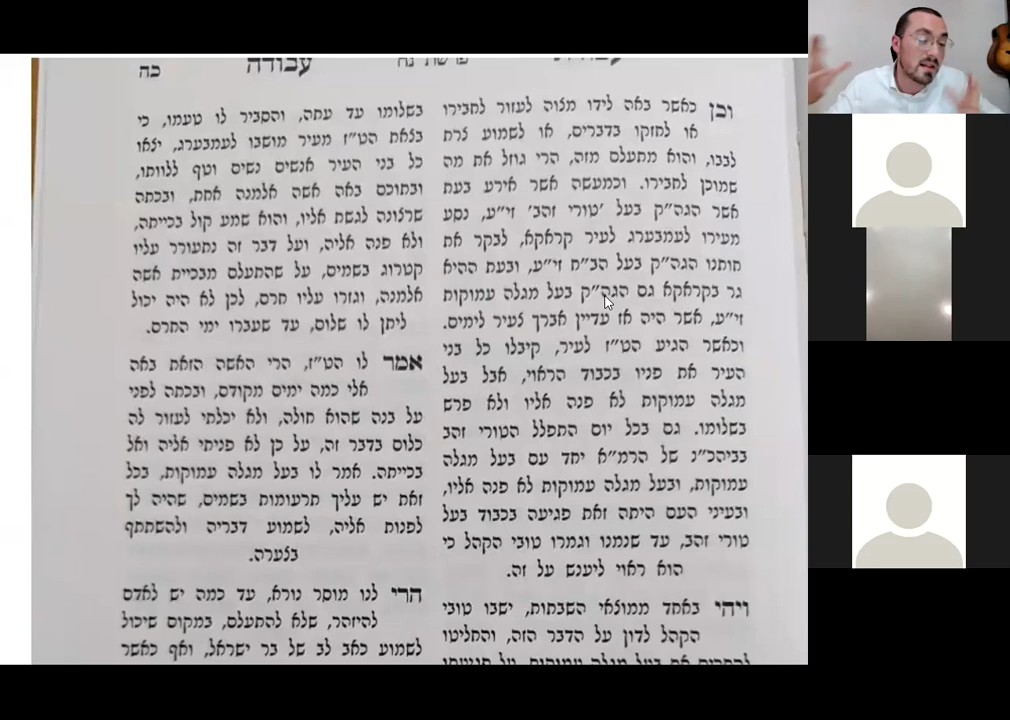 פרשת נח
עבודה
כה
וכן כאשר באה לידו מצוה לעזור לחבירו
או לחזקו בדברים, או לשמוע צרת
לבבו, והוא מתעלם מזה, הרי גוזל את מה
שמוכן לחבירו. וכמעשה אשר אירע בעת
אשר הגה״ק בעל 'טורי זהב' זי״ע, נסע
מעירו לעמבערג לעיר קראקא, לבקר את
חותנו הגה״ק בעל הב״ח זי״ע, ובעת ההיא
גר בקראקא גם הגה״ק בעל מגלה עמוקות
זי״ע, אשר היה אז עדיין אברך צעיר לימים.
וכאשר הגיע הט״ז לעיר, קיבלו כל בני
העיר את פניו בכבוד הראוי, אבל בעל
מגלה עמוקות לא פנה אליו ולא פרש
בשלומו. גם בכל יום התפלל הטורי זהב
בביהכ״נ של הרמ״א יחד עם בעל מגלה
עמוקות, ובעל מגלה עמוקות לא פנה אליו,
ובעיני העם היתה זאת פגיעה בכבוד בעל
טורי זהב, עד שנמנו וגמרו טובי הקהל כי
הוא ראוי ליענש על זה.
ויהי באחד ממוצאי השבתות, ישבו טובי
הקהל לדון על הדבר הזה, והחליטו
בשלומו עד עתה, והסביר לו טעמו, כי
בצאת הט״ז מעיר מושבו לעמבערג, יצאו
כל בני העיר אנשים נשים וטף ללוותו,
ובתוכם באה אשה אלמנה אחת, ובכתה
שרצונה לגשת אליו, והוא שמע קול בכייתה,
ולא פנה אליה, ועל דבר זה נתעורר עליו
קטרוג בשמים, על שהתעלם מבכיית אשה
אלמנה, וגזרו עליו חרם, לכן לא היה יכול
ליתן לו שלום, עד שעברו ימי החרם.
אמר לו הט״ז, הרי האשה הזאת באה
אלי כמה ימים מקודם, ובכתה לפני
על בנה שהוא חולה, ולא יכלתי לעזור לה
כלום בדבר זה, על כן לא פניתי אליה ואל
בכייתה. אמר לו בעל מגלה עמוקות, בכל
זאת יש עליך תרעומות בשמים, שהיה לך
לפנות אליה, לשמוע דבריה ולהשתתף
בצערה.
הרי לנו מוסר נורא, עד כמה יש לאדם
להיזהר, שלא להתעלם, במקום שיכול
לשמוע כאב לב של בר ישראל, ואף כאשר